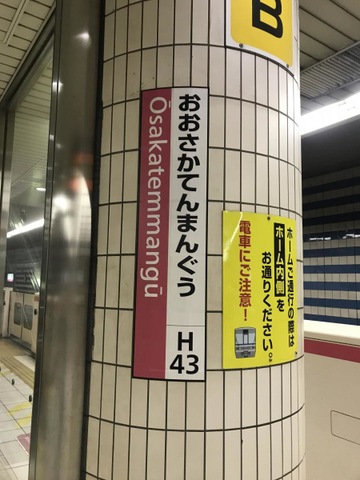 B
おおさかてんまんぐう
Ōsakatemmangū
H
43
ホームご通行の際は
ホーム内側を
お通りください。
電車にご注意！